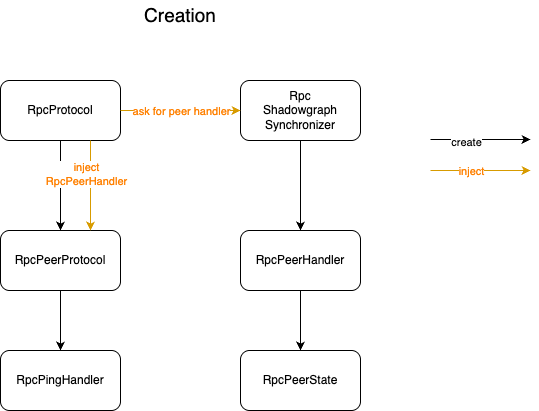 Creation
RpcProtocol
ask for peer handler
Rpc
Shadowgraph
Synchronizer
create
inject
RpcPeerHandler
inject
RpcPeerProtocol
RpcPeerHandler
RpcPingHandler
RpcPeerState